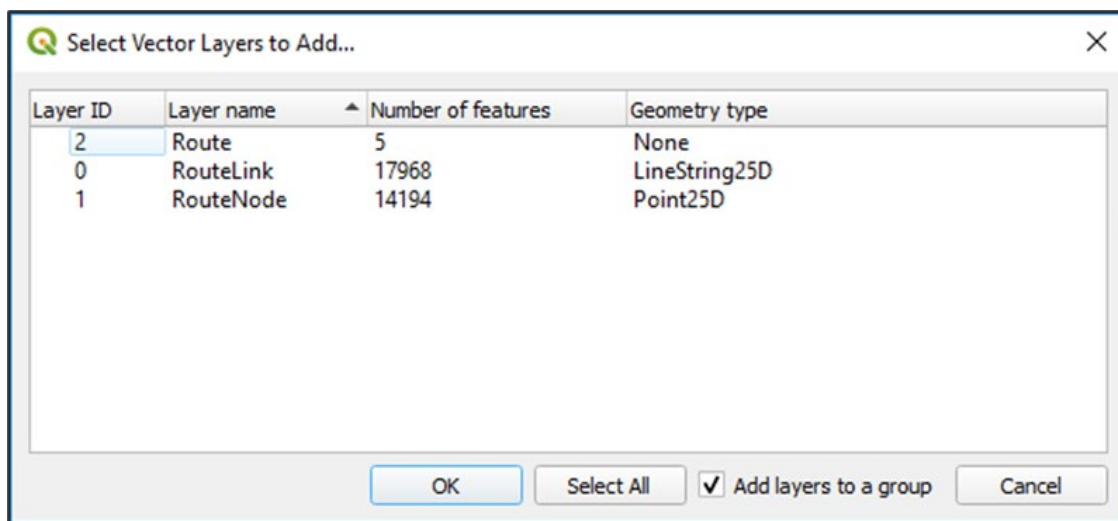 Select Vector Layers to Add...
Layer ID Layer name Number of features Geometry type
2 Route 5 None
0 RouteLink 17968 LineString25D
1 RouteNode 14194 Point25D
OK Select All Add layers to a group Cancel